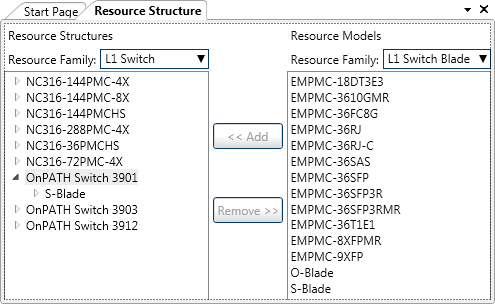 Start Page
Resource Structure
Resource Structures
Resource Models
Resource Family: L1 Switch
Resource Family: L1 Switch Blade
NC316-144PMC-4X
NC316-144PMC-8X
NC316-144PMCHS
NC316-288PMC-4X
NC316-36PMCHS
NC316-72PMC-4X
OnPATH Switch 3901
S-Blade
OnPATH Switch 3903
OnPATH Switch 3912
<< Add
Remove >>
EMPMC-18DT3E3
EMPMC-3610GMR
EMPMC-36FC8G
EMPMC-36RJ
EMPMC-36RJ-C
EMPMC-36SAS
EMPMC-36SFP
EMPMC-36SFP3R
EMPMC-36SFP3RMR
EMPMC-36T1E1
EMPMC-8XFPMR
EMPMC-9XFP
O-Blade
S-Blade